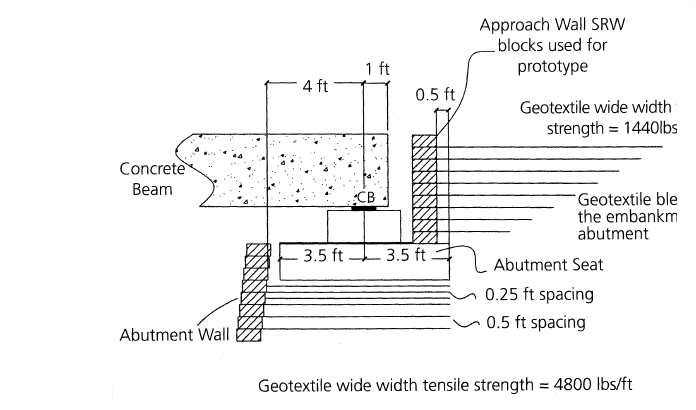 Approach Wall SRW
blocks used for
prototype
1 ft
4 ft
0.5 ft
Geotextile wide width
strength = 1440lbs
Concrete
Beam
CB
Geotextile
the
abutment
3.5 ft
3.5 ft
Abutment Seat
0.25 ft spacing
0.5 ft spacing
Abutment Wall
Geotextile wide width tensile strength = 4800 lbs/ft